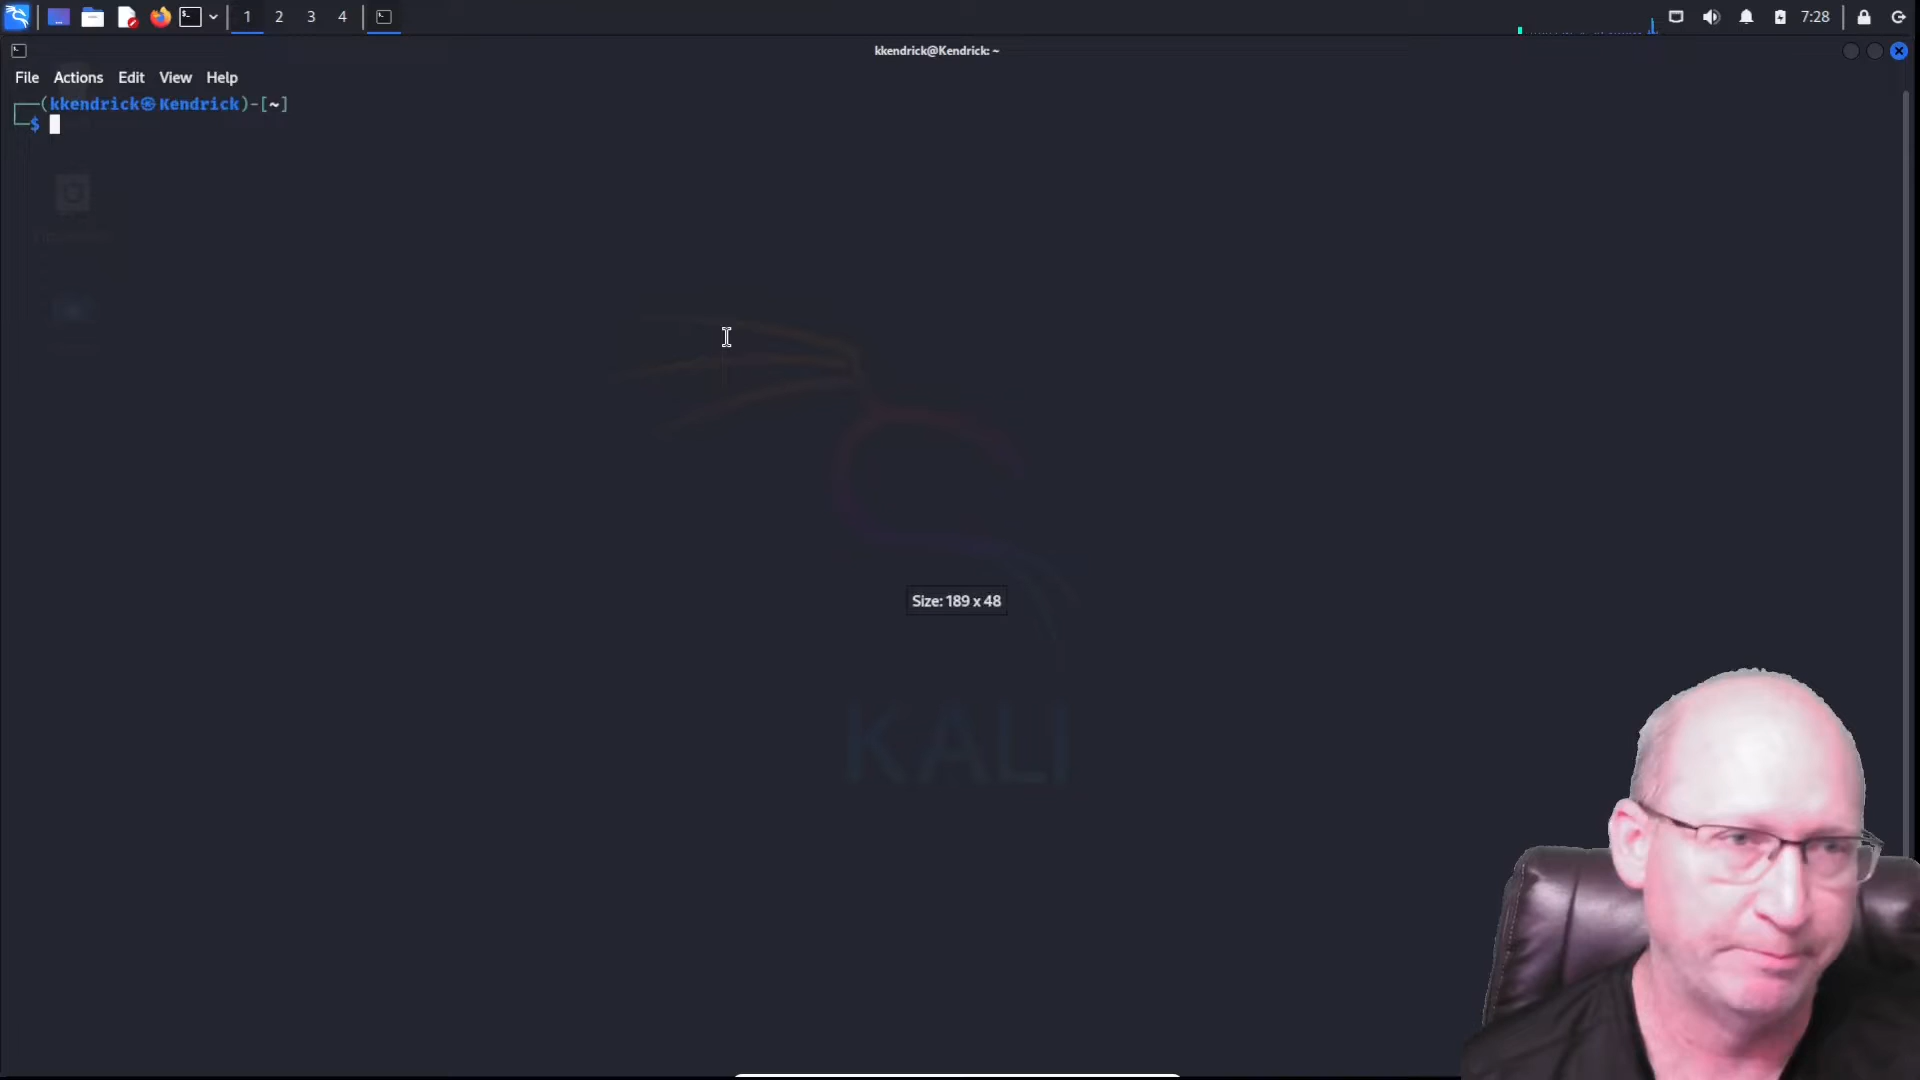 1 2 3 4
7:28
kkendrick@Kendrick: ~
File Actions Edit View Help
(kkendrick㉿Kendrick)-[~]
$
Size: 189 x 48
KALI